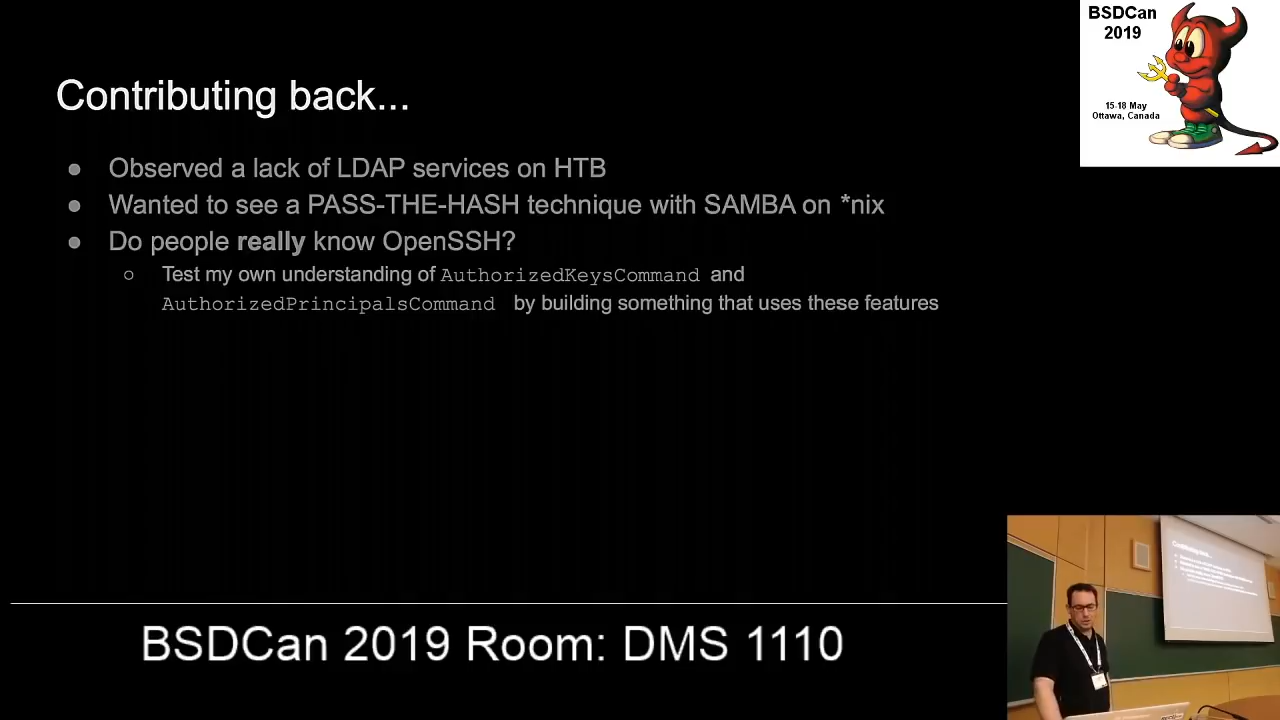 BSDCan
2019
15-18 May
Ottawa, Canada
Contributing back...
● Observed a lack of LDAP services on HTB
● Wanted to see a PASS-THE-HASH technique with SAMBA on *nix
● Do people really know OpenSSH?
○ Test my own understanding of AuthorizedKeysCommand and
AuthorizedPrincipalsCommand by building something that uses these features
BSDCan 2019 Room: DMS 1110
Contributing back...